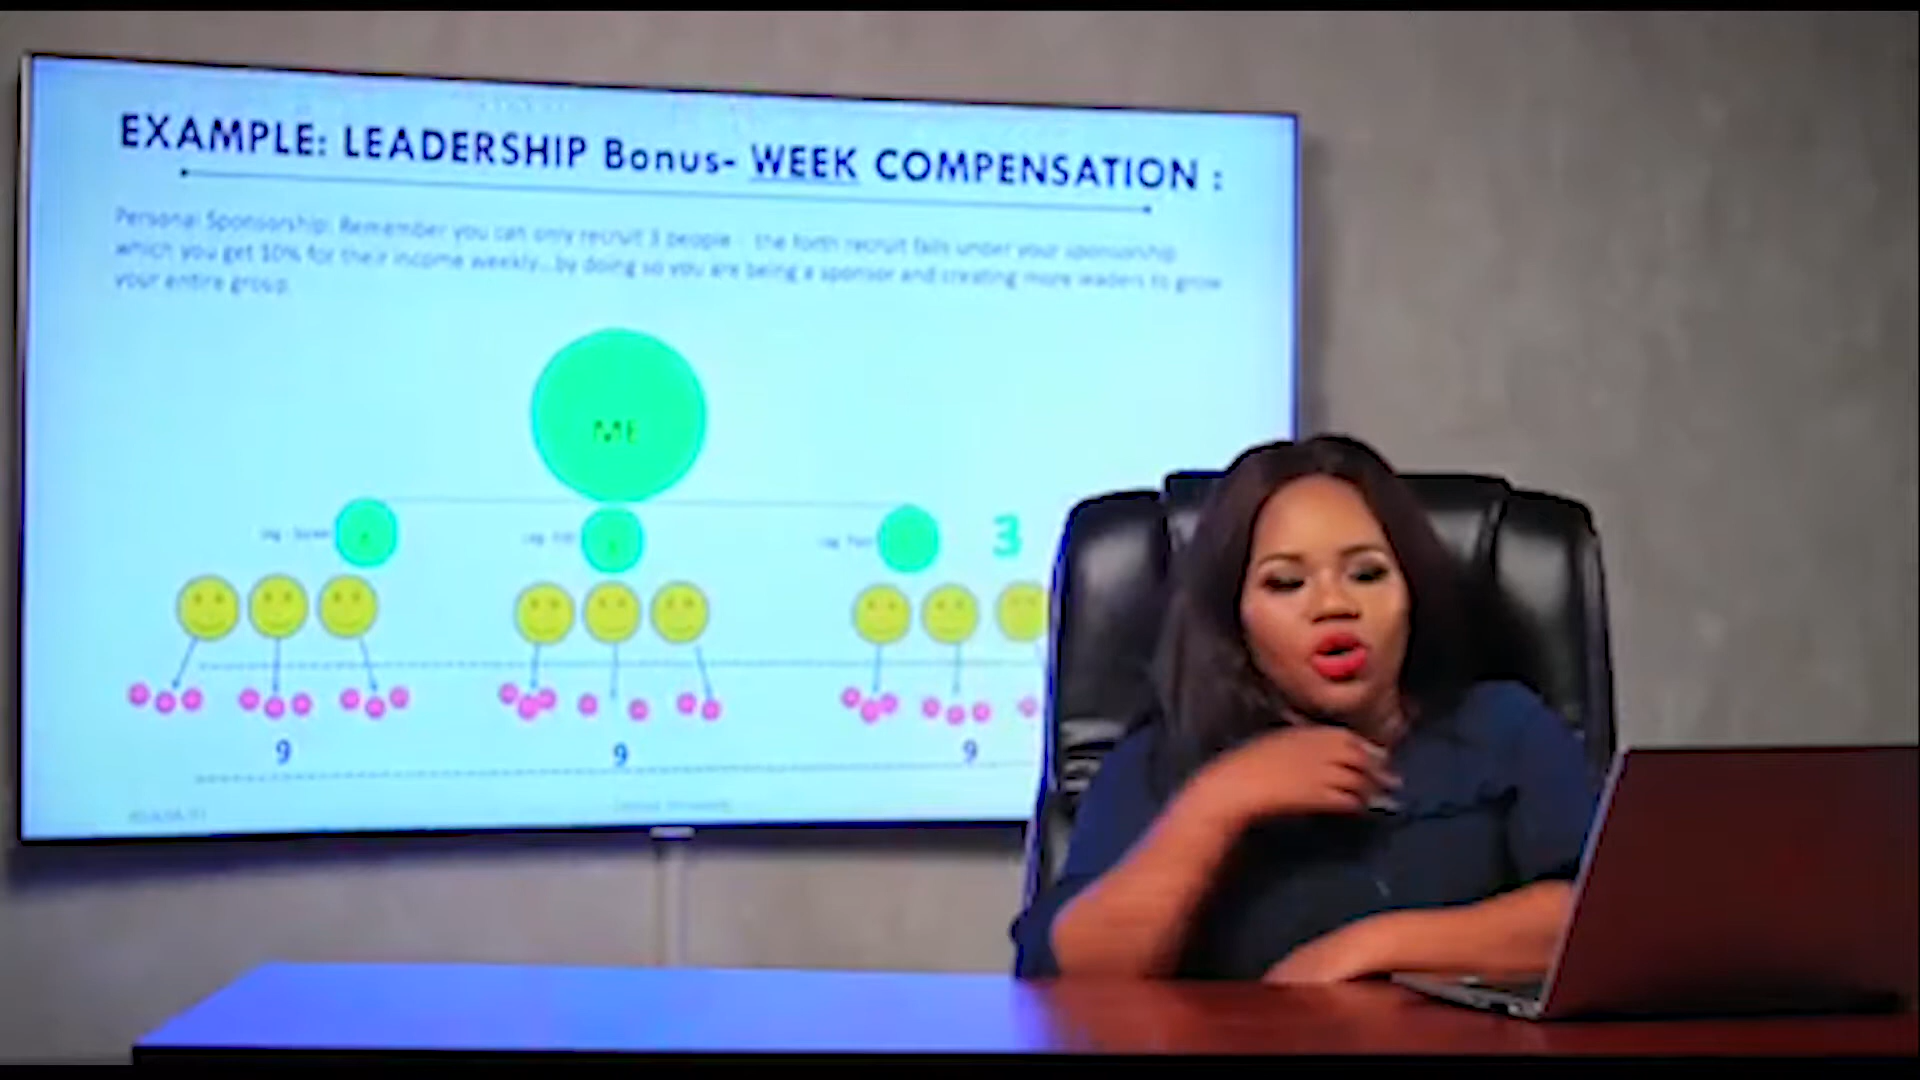 EXAMPLE: LEADERSHIP Bonus- WEEK COMPENSATION :
Personal Sponsorship: Remember you can only recruit 3 people - the forth recruit falls under your sponsorship
which you get 10% for their income weekly...by doing so you are being a sponsor and creating more leaders to grow
your entire group.
ME
3
9 9 9